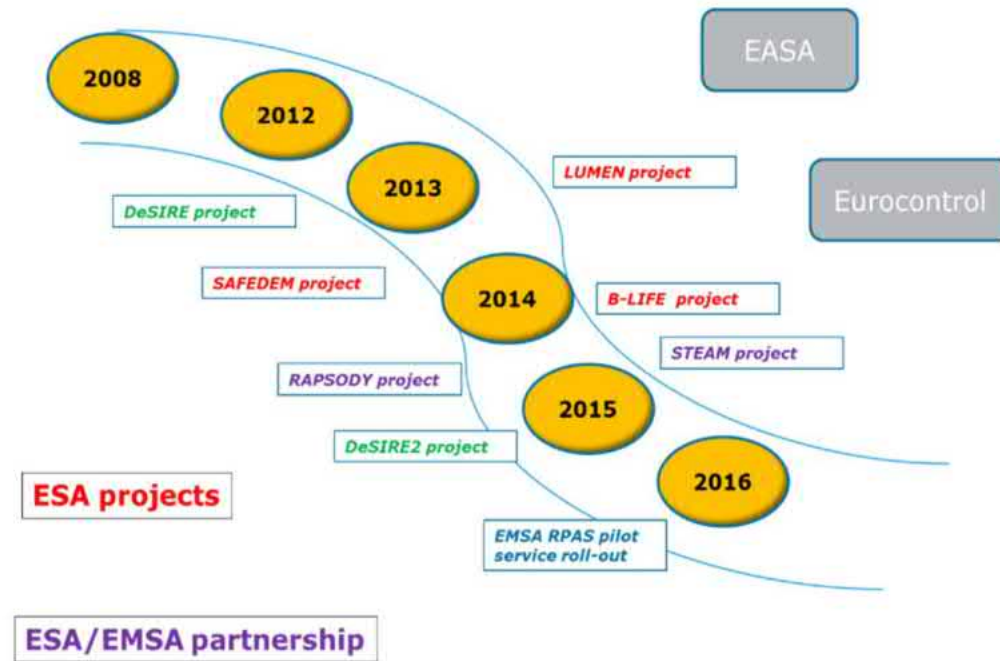 2008
EASA
2012
LUMEN project
2013
Eurocontrol
DeSIRE project
SAFEDEM project
2014
B-LIFE project
STEAM project
RAPSODY project
2015
DeSIRE2 project
2016
ESA projects
EMSA RPAS pilot
service roll-out
ESA/EMSA partnership